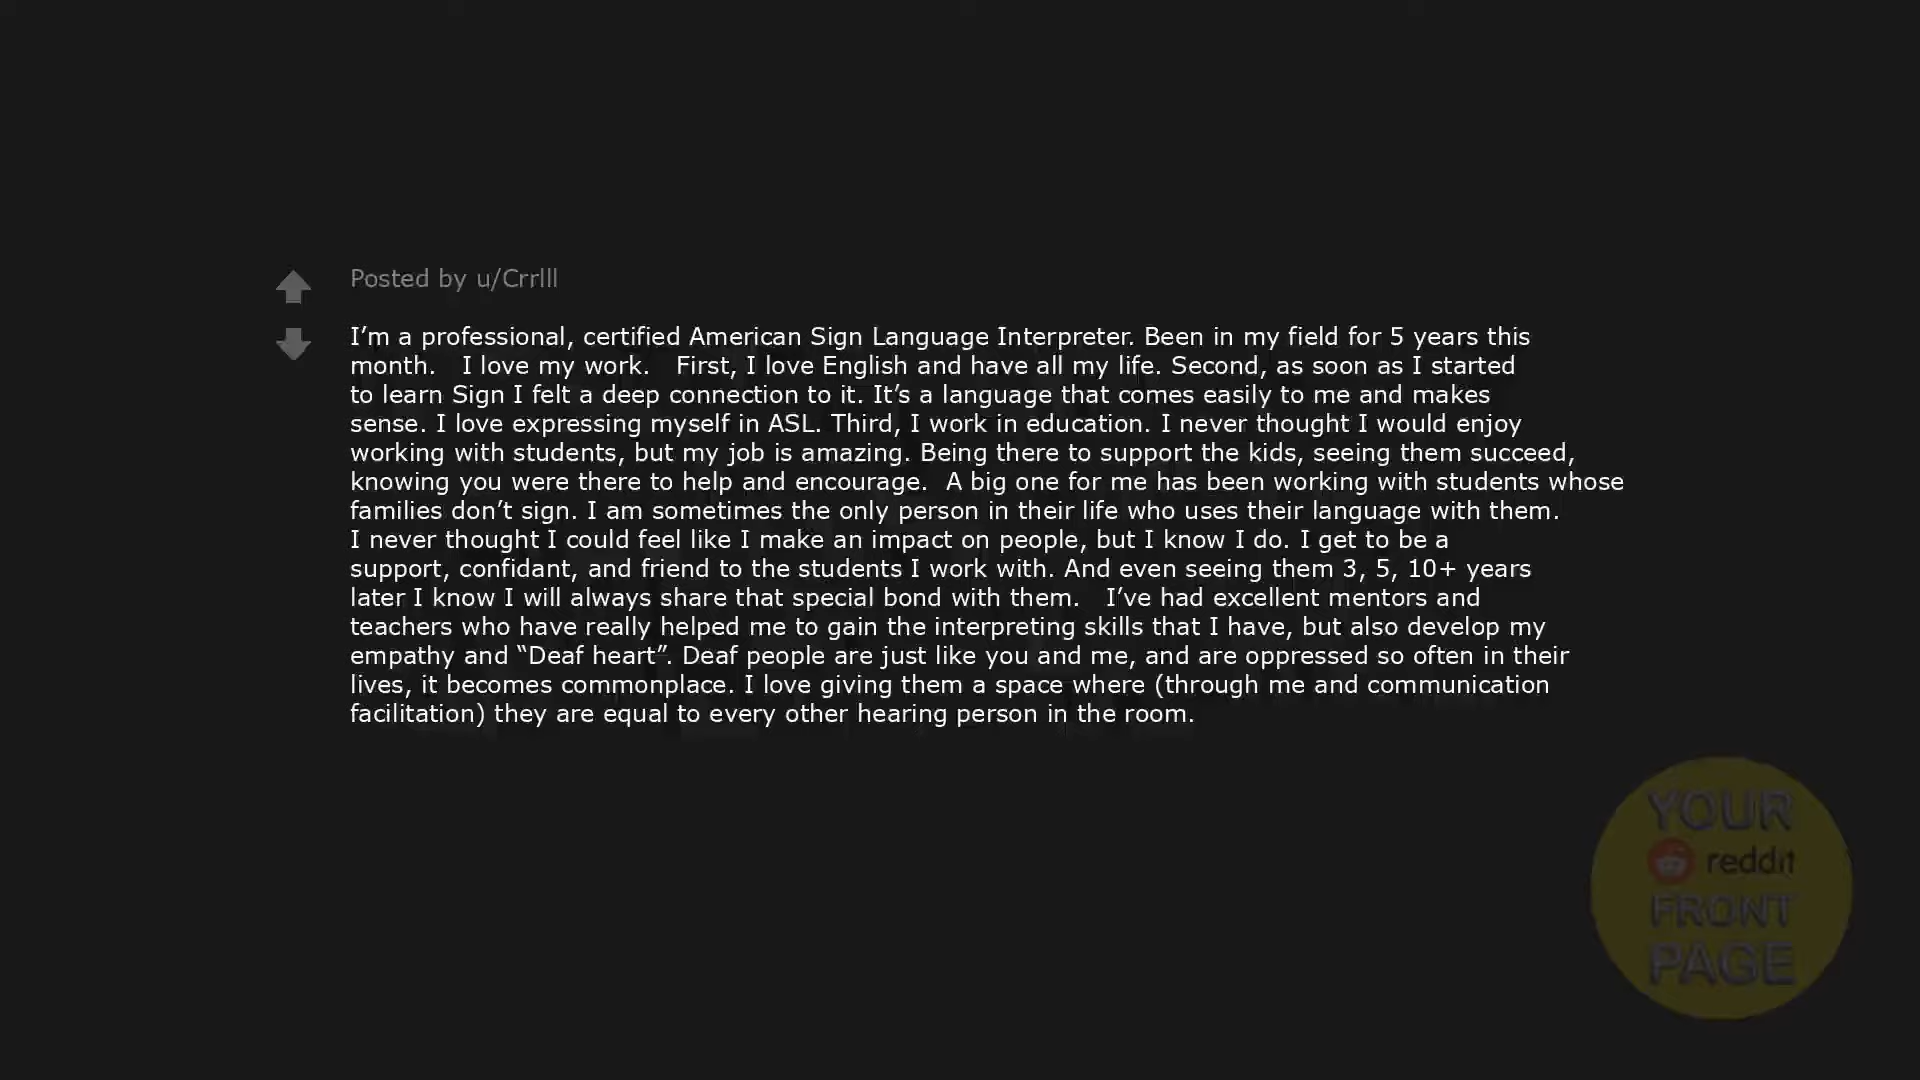 Posted by u/Crrlll
I’m a professional, certified American Sign Language Interpreter. Been in my field for 5 years this
month.   I love my work.   First, I love English and have all my life. Second, as soon as I started
to learn Sign I felt a deep connection to it. It’s a language that comes easily to me and makes
sense. I love expressing myself in ASL. Third, I work in education. I never thought I would enjoy
working with students, but my job is amazing. Being there to support the kids, seeing them succeed,
knowing you were there to help and encourage.  A big one for me has been working with students whose
families don’t sign. I am sometimes the only person in their life who uses their language with them.
I never thought I could feel like I make an impact on people, but I know I do. I get to be a
support, confidant, and friend to the students I work with. And even seeing them 3, 5, 10+ years
later I know I will always share that special bond with them.   I’ve had excellent mentors and
teachers who have really helped me to gain the interpreting skills that I have, but also develop my
empathy and “Deaf heart”. Deaf people are just like you and me, and are oppressed so often in their
lives, it becomes commonplace. I love giving them a space where (through me and communication
facilitation) they are equal to every other hearing person in the room.
YOUR
reddit
FRONT
PAGE